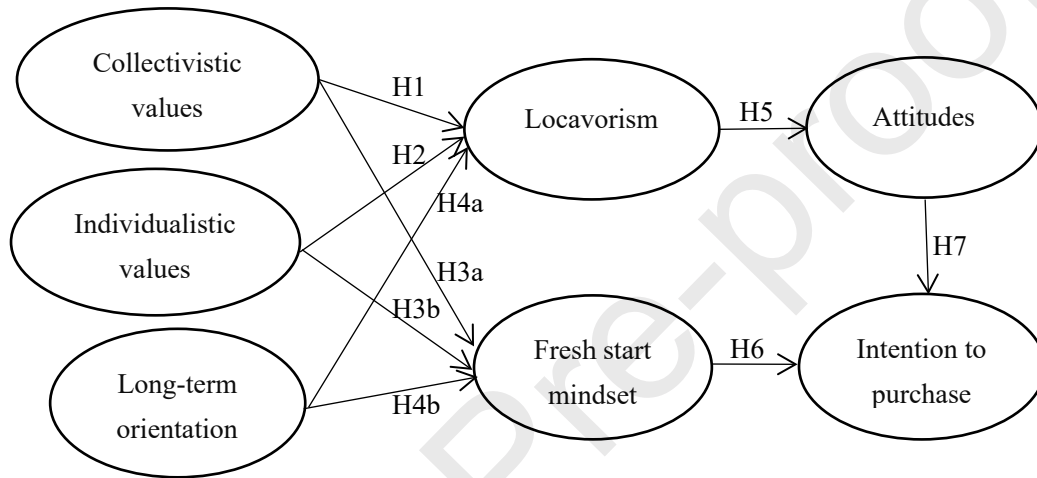 Collectivistic
values
H1
Locavorism
H5
Attitudes
H2
H4a
Individualistic
values
H3a
H7
H3b
Fresh start
mindset
H6
Intention to
purchase
Long-term
orientation
H4b
Pre-proo